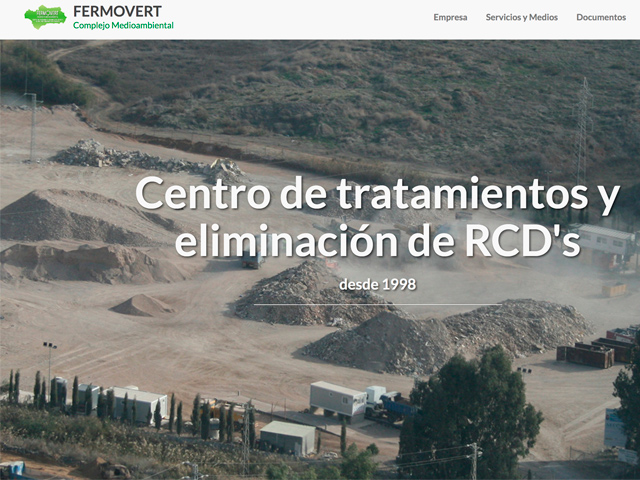 FERMOVERT
Complejo Medioambiental
Empresa Servicios y Medios Documentos
Centro de tratamientos y
eliminación de RCD's
desde 1998